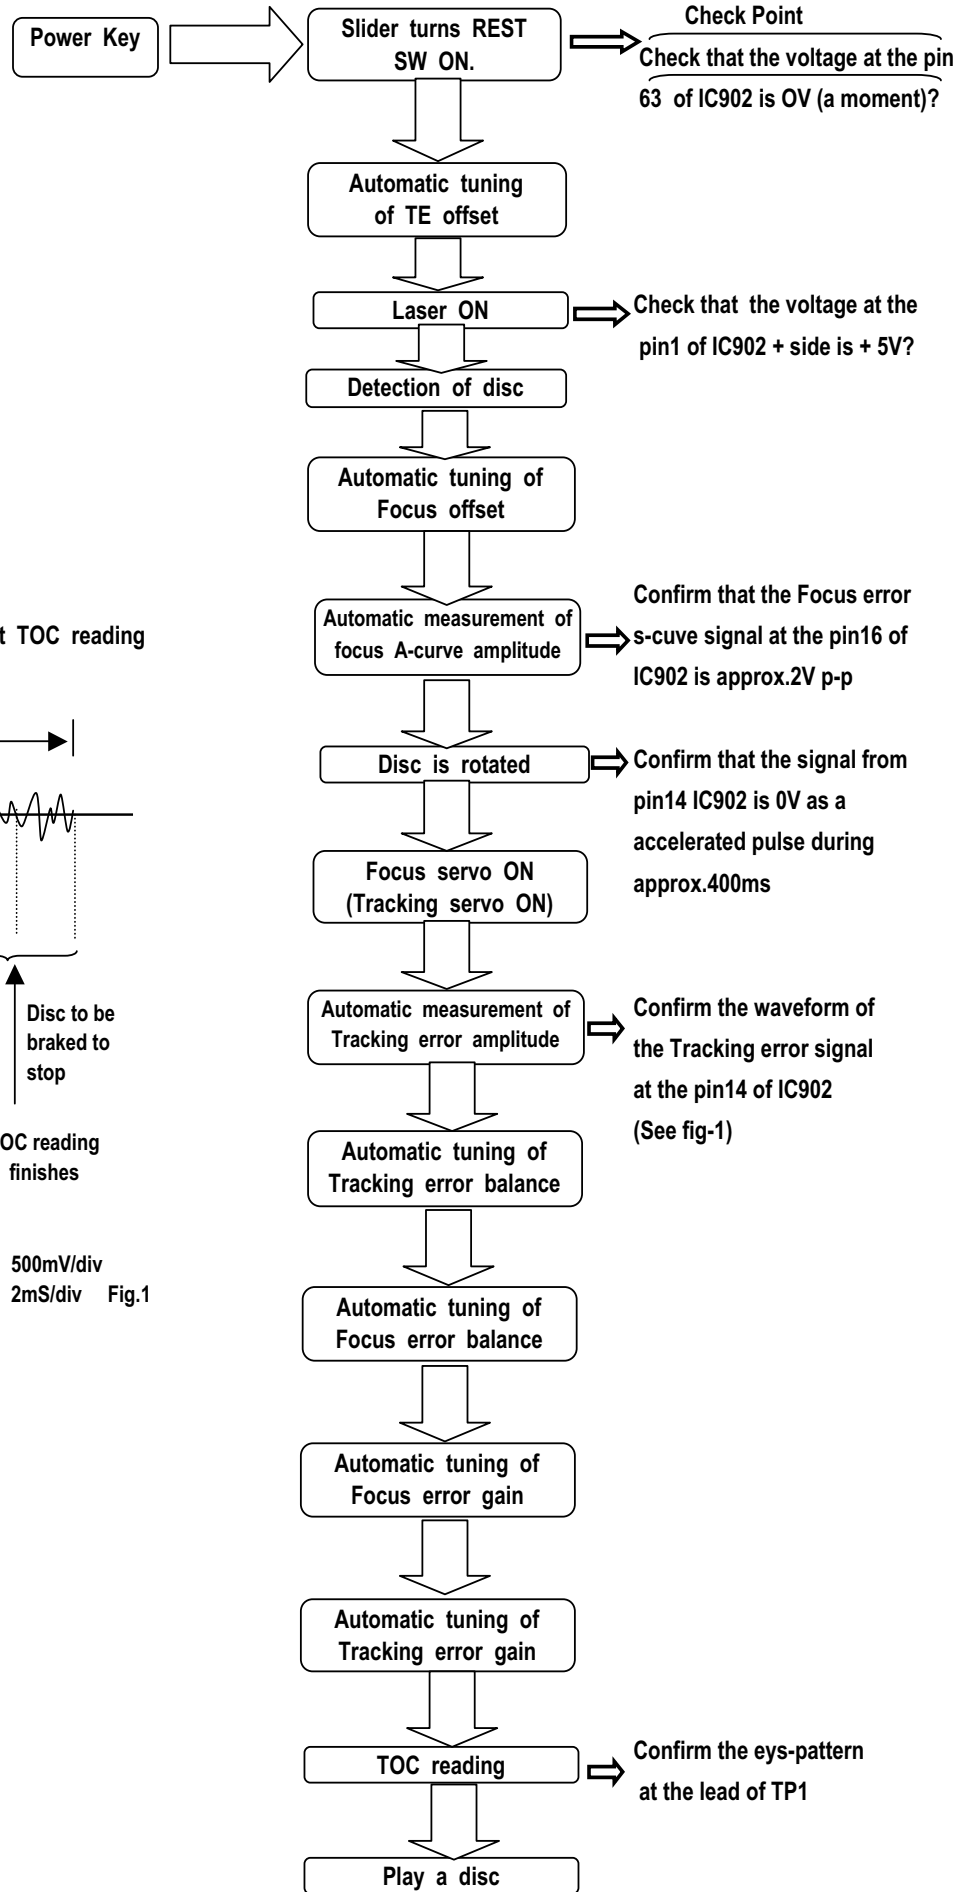 Power Key
Slider turns REST
SW ON.
Check Point
Check that the voltage at the pin
63 of IC902 is OV (a moment)?
Automatic tuning
of TE offset
Laser ON
Check that the voltage at the
pin1 of IC902 + side is + 5V?
Detection of disc
Automatic tuning of
Focus offset
Automatic measurement of
focus A-curve amplitude
Confirm that the Focus error
s-cuve signal at the pin16 of
IC902 is approx.2V p-p
t TOC reading
Disc is rotated
Confirm that the signal from
pin14 IC902 is 0V as a
accelerated pulse during
approx.400ms
Focus servo ON
(Tracking servo ON)
Automatic measurement of
Tracking error amplitude
Confirm the waveform of
the Tracking error signal
at the pin14 of IC902
(See fig-1)
Disc to be
braked to
stop
OC reading
finishes
Automatic tuning of
Tracking error balance
500mV/div
2mS/div Fig.1
Automatic tuning of
Focus error balance
Automatic tuning of
Focus error gain
Automatic tuning of
Tracking error gain
TOC reading
Confirm the eys-pattern
at the lead of TP1
Play a disc